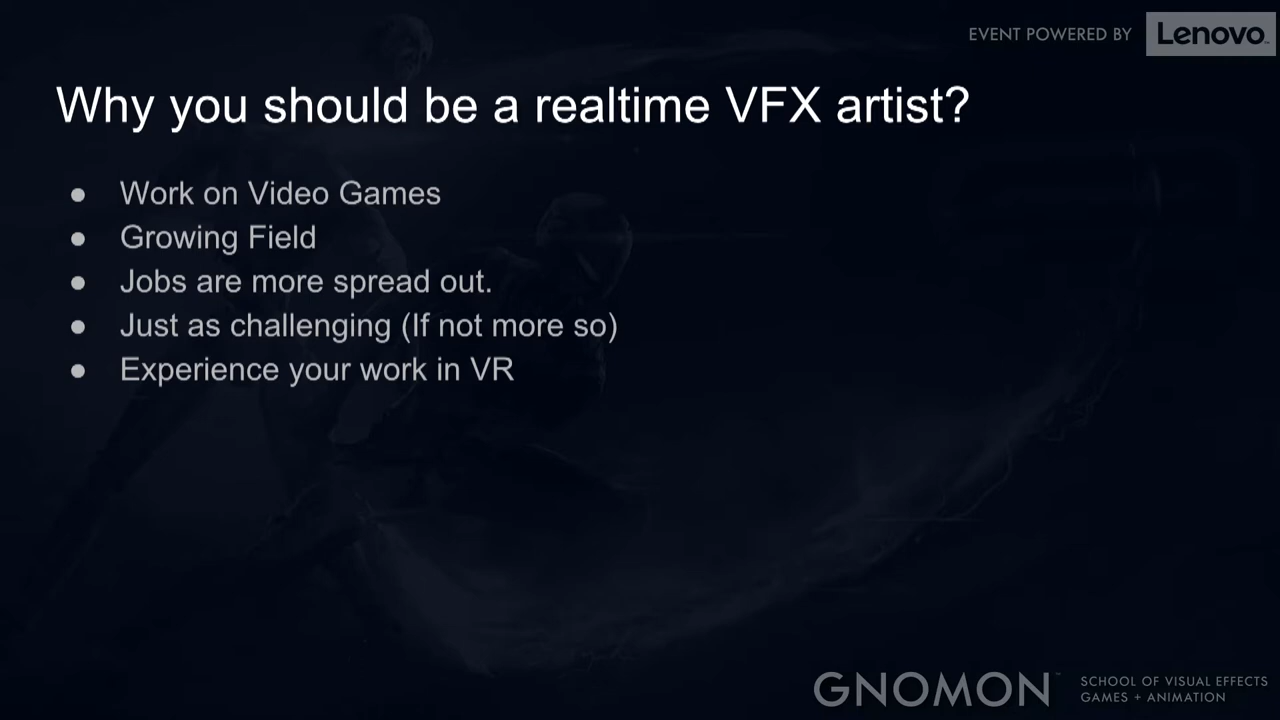 EVENT POWERED BY Lenovo
Why you should be a realtime VFX artist?
● Work on Video Games
● Growing Field
● Jobs are more spread out.
● Just as challenging (If not more so)
● Experience your work in VR
GNOMON™
SCHOOL OF VISUAL EFFECTS
GAMES + ANIMATION